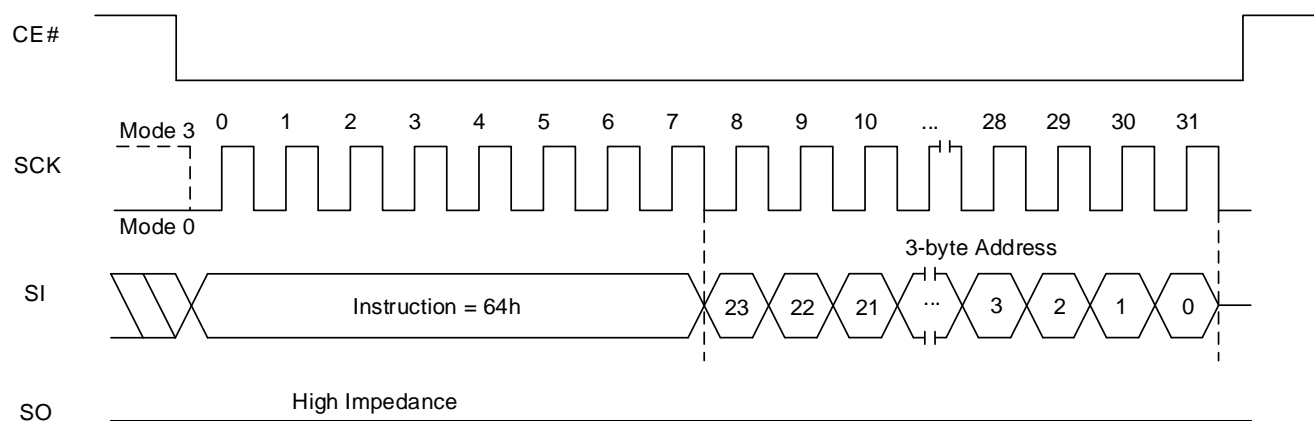 CE#
Mode 3 0 1 2 3 4 5 6 7 8 9 10 ... 28 29 30 31
SCK
Mode 0
3-byte Address
SI Instruction = 64h 23 22 21 ... 3 2 1 0
High Impedance
SO